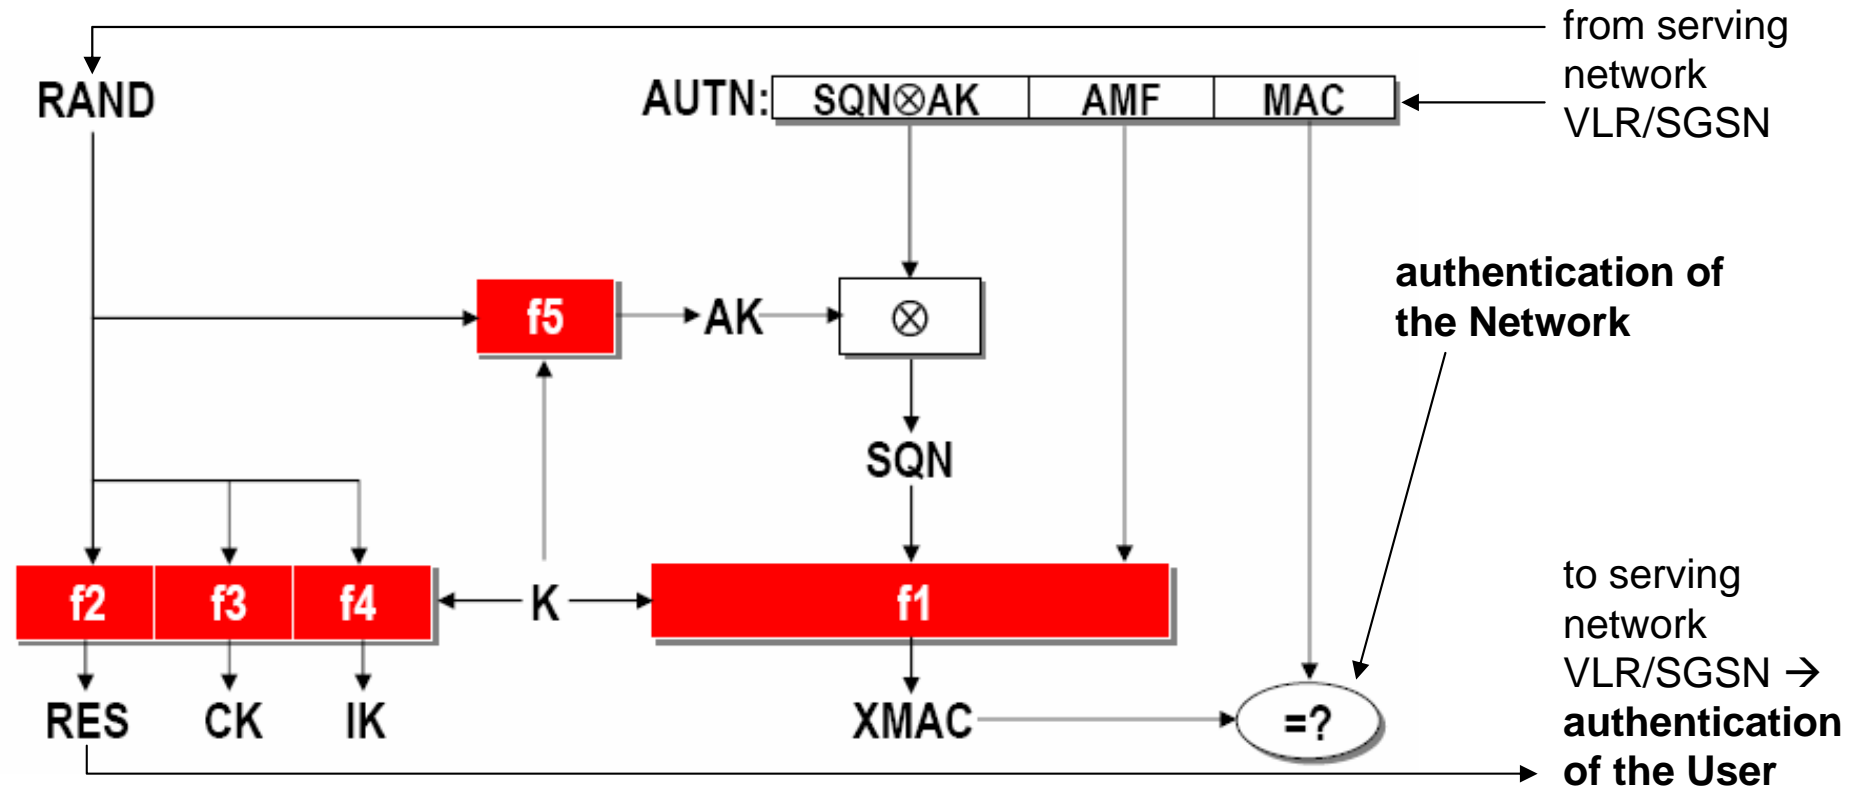 from serving
network
VLR/SGSN
RAND
AUTN: SQN⊗AK AMF MAC
authentication of
the Network
f5 AK ⊗
SQN
f2 f3 f4 K f1
RES CK IK XMAC =?
to serving
network
VLR/SGSN →
authentication
of the User